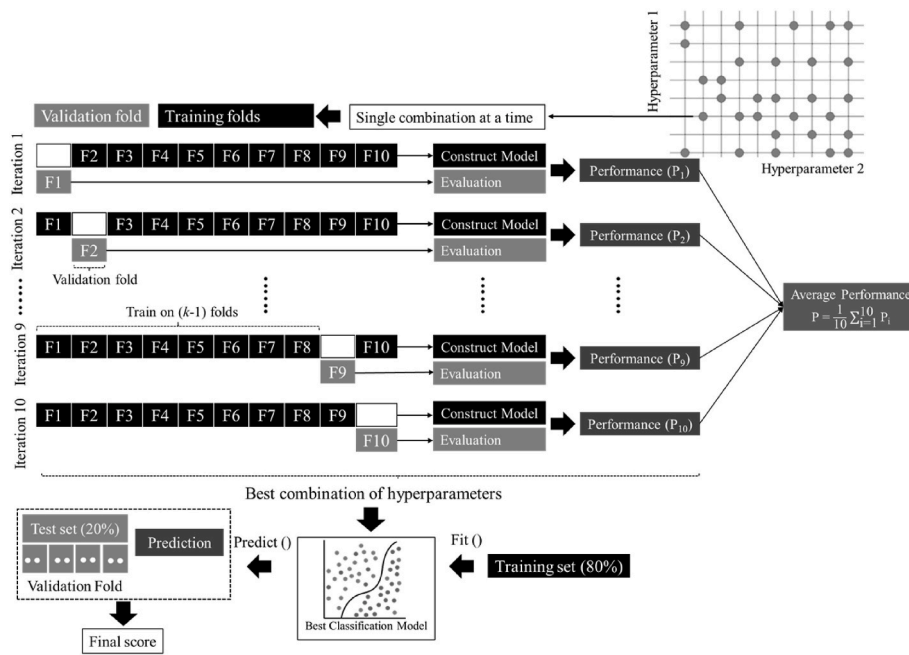 Hyperparameter 1
Hyperparameter 2
Validation fold
Training folds
Single combination at a time
Iteration 1
F2 F3 F4 F5 F6 F7 F8 F9 F10
Construct Model
F1
Evaluation
Performance (P1)
Iteration 2
F1 F3 F4 F5 F6 F7 F8 F9 F10
Construct Model
F2
Evaluation
Performance (P2)
Validation fold
Average Performance
P = 1/10 ∑10i=1 Pi
Train on (k-1) folds
Iteration 9
F1 F2 F3 F4 F5 F6 F7 F8 F10
Construct Model
F9
Evaluation
Performance (P9)
Iteration 10
F1 F2 F3 F4 F5 F6 F7 F8 F9
Construct Model
F10
Evaluation
Performance (P10)
Best combination of hyperparameters
Test set (20%)
Prediction
Validation Fold
Predict ()
Fit ()
Training set (80%)
Best Classification Model
Final score